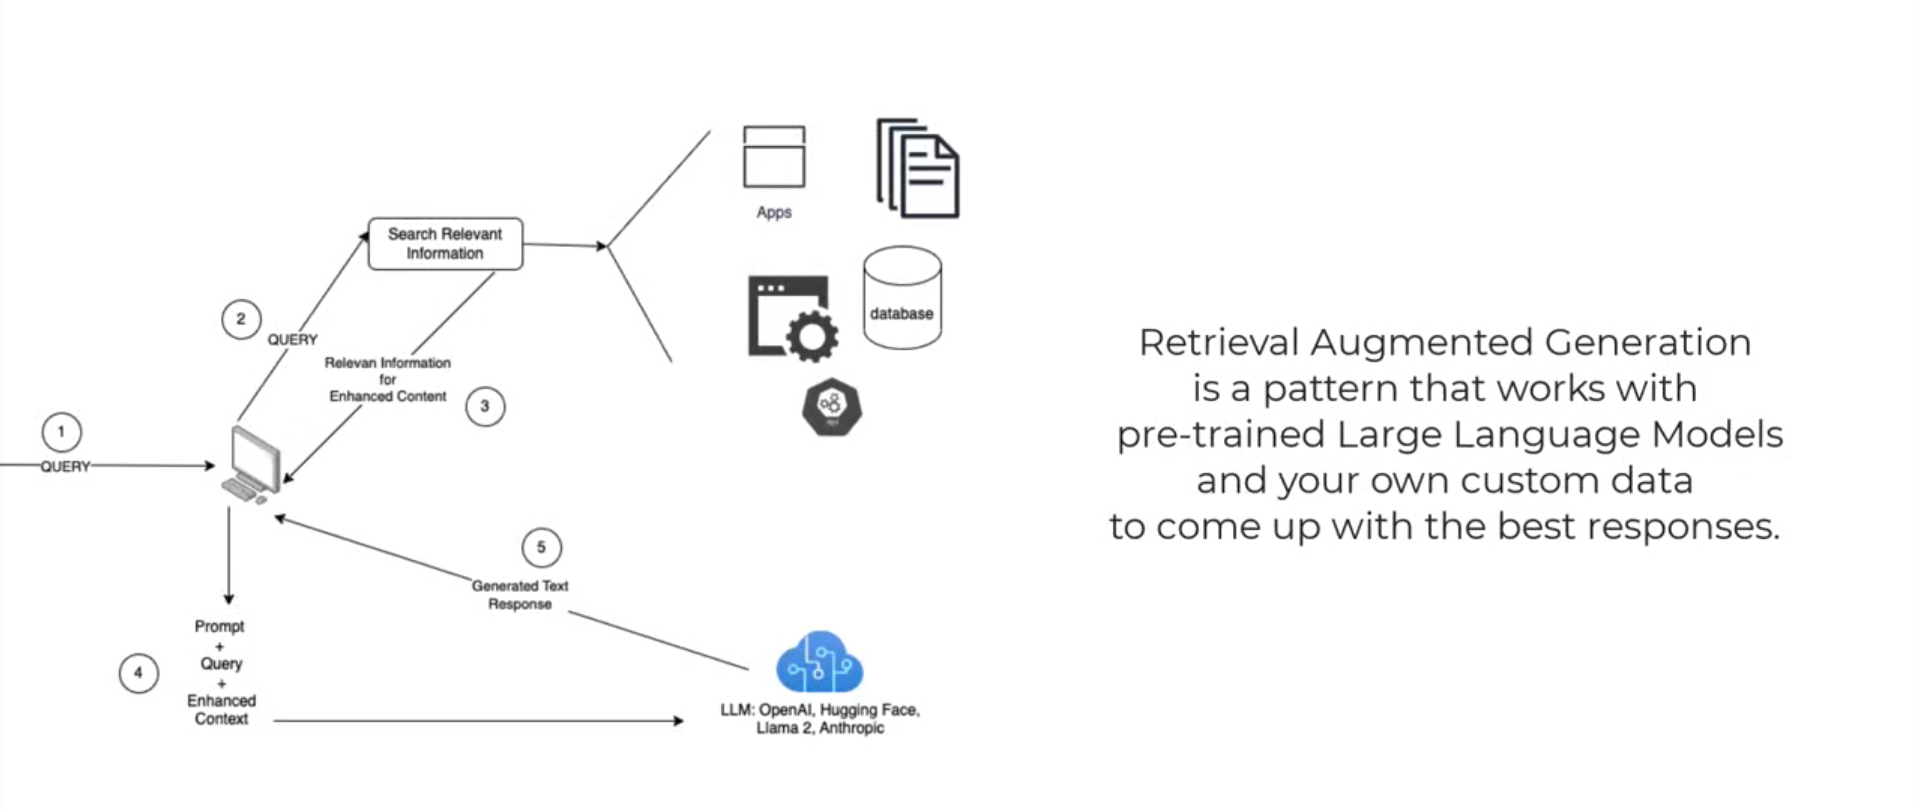 Apps
Search Relevant
Information
database
2
QUERY
Relevan Information
for
Enhanced Content
3
1
QUERY
5
Generated Text
Response
Prompt
+
Query
+
Enhanced
Context
4
LLM: OpenAI, Hugging Face,
Llama 2, Anthropic
Retrieval Augmented Generation
is a pattern that works with
pre-trained Large Language Models
and your own custom data
to come up with the best responses.